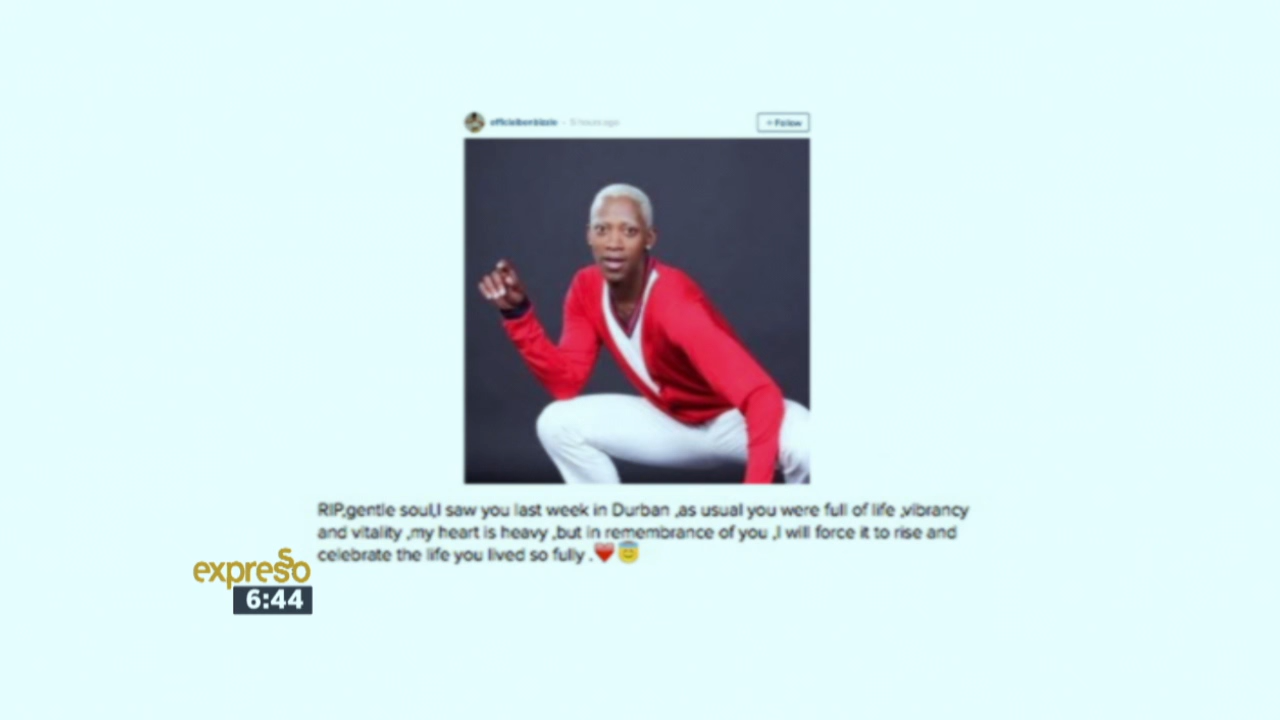 + Follow
RIP,gentle soul,I saw you last week in Durban ,as usual you were full of life ,vibrancy
and vitality ,my heart is heavy ,but in remembrance of you ,I will force it to rise and
celebrate the life you lived so fully .❤️😇
expresso
6:44